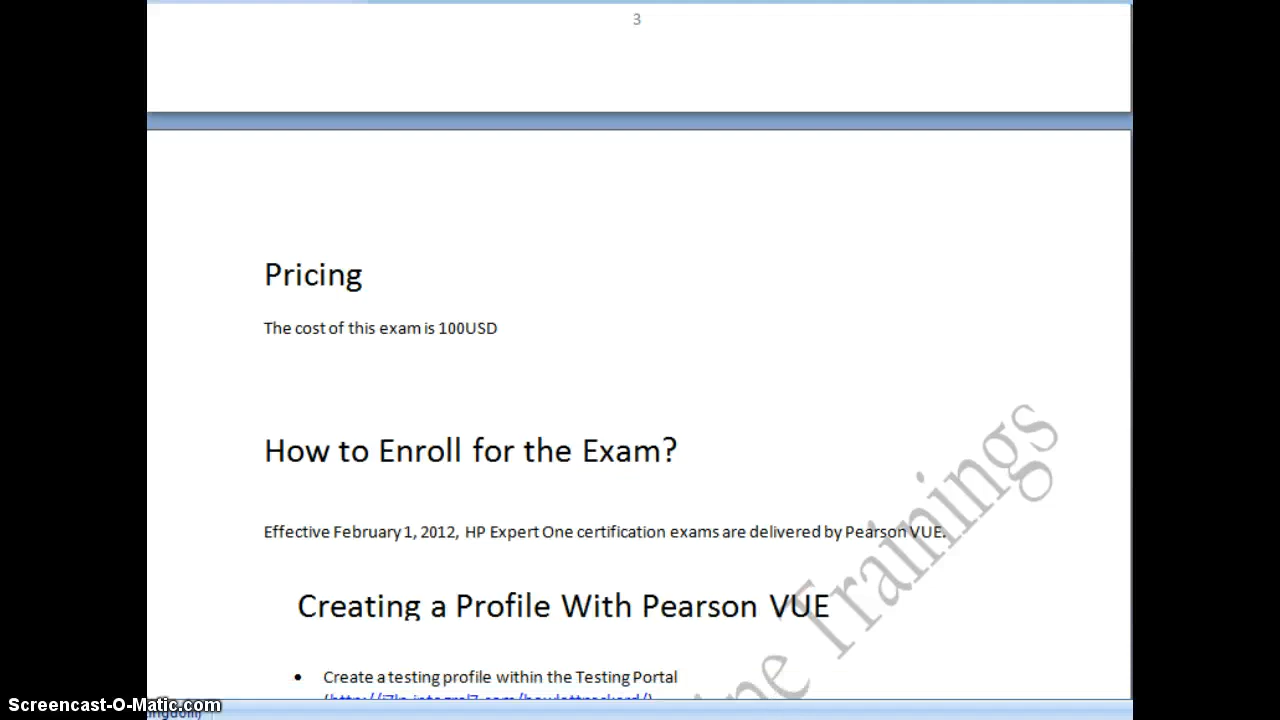 3
Pricing
The cost of this exam is 100USD
How to Enroll for the Exam?
Effective February 1, 2012, HP Expert One certification exams are delivered by Pearson VUE.
Creating a Profile With Pearson VUE
• Create a testing profile within the Testing Portal
Trainings
Screencast-O-Matic.com